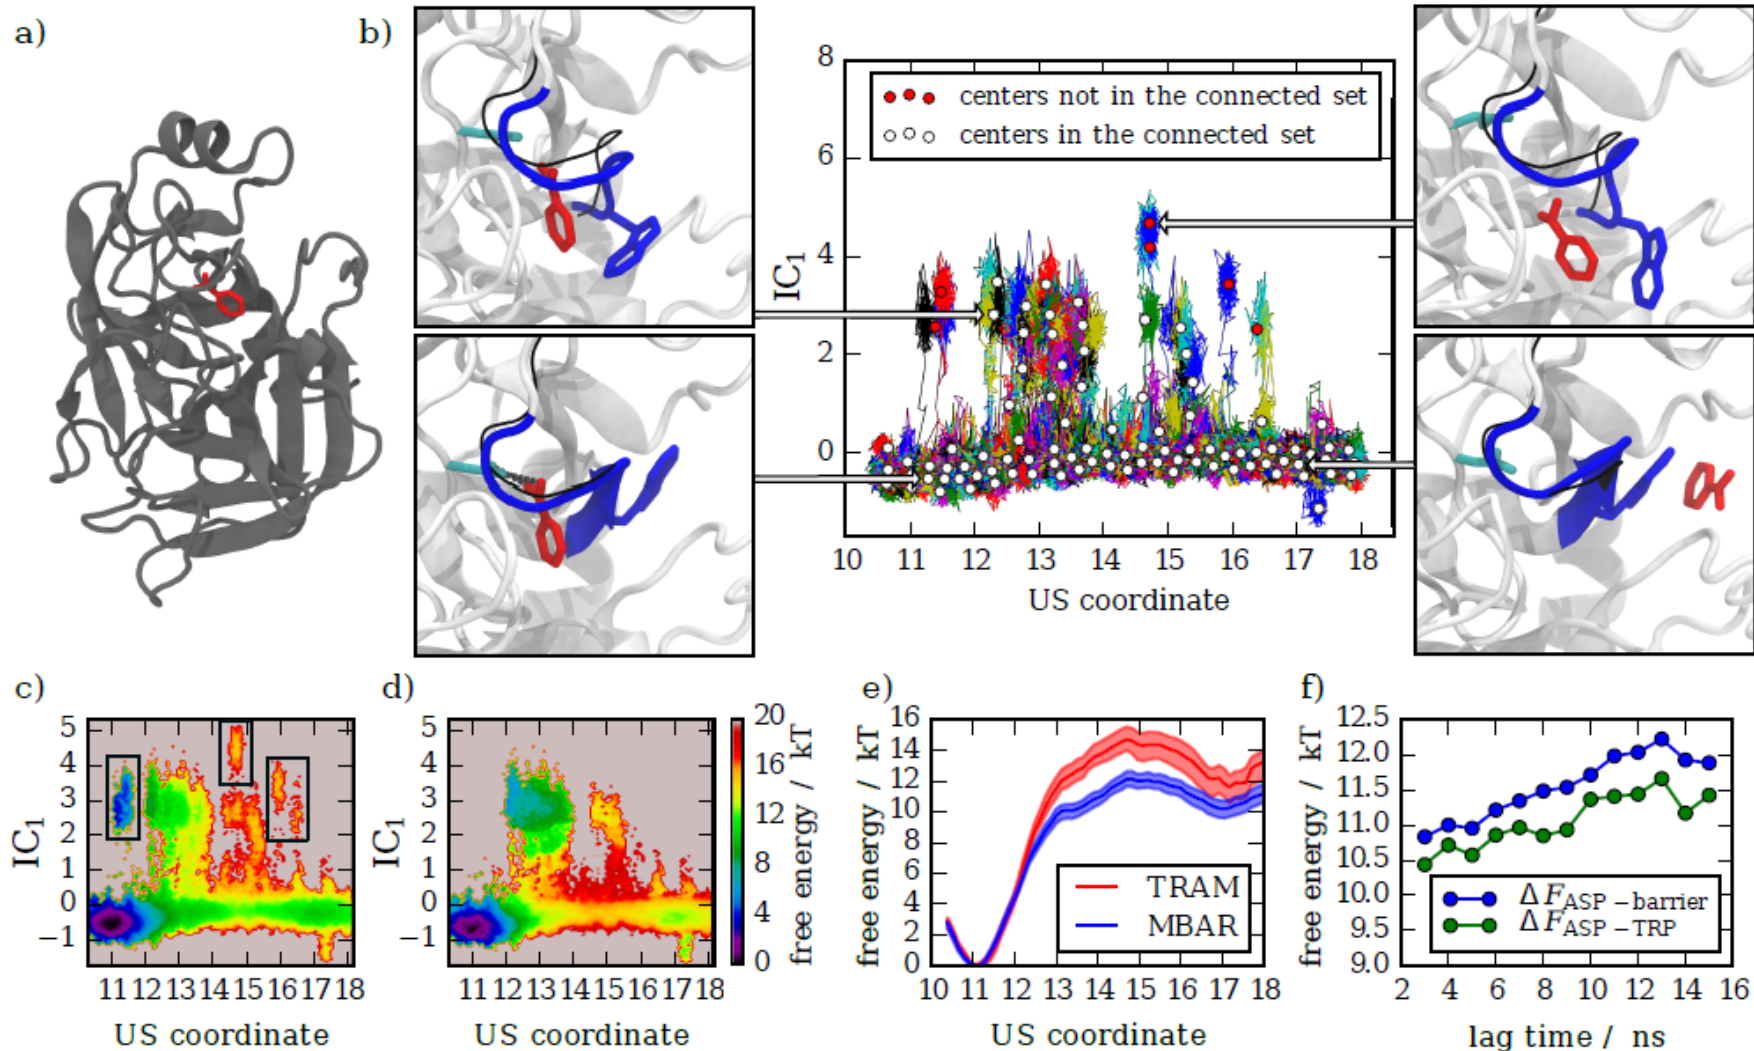 a)
b)
8
6
4
2
0
IC1
centers not in the connected set
centers in the connected set
10 11 12 13 14 15 16 17 18
US coordinate
c)
5
4
3
2
1
0
−1
IC1
11 12 13 14 15 16 17 18
US coordinate
d)
5
4
3
2
1
0
−1
IC1
11 12 13 14 15 16 17 18
US coordinate
20
16
12
8
4
0
free energy / kT
e)
16
14
12
10
8
6
4
2
0
free energy / kT
TRAM
MBAR
10 11 12 13 14 15 16 17 18
US coordinate
f)
12.5
12.0
11.5
11.0
10.5
10.0
9.5
9.0
free energy / kT
ΔF ASP − barrier
ΔF ASP − TRP
2 4 6 8 10 12 14 16
lag time / ns